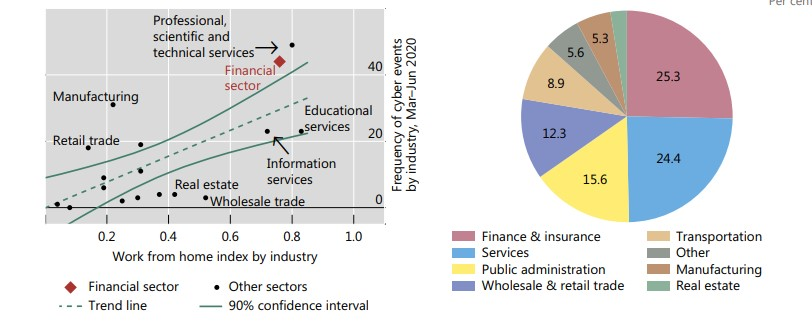 Per cent
Professional,
scientific and
technical services
Financial
sector
Manufacturing
Retail trade
Educational
services
Information
services
Real estate
Wholesale trade
40
20
0
0.2 0.4 0.6 0.8 1.0
Work from home index by industry
Frequency of cyber events
by industry, Mar–Jun 2020
Financial sector
Other sectors
Trend line
90% confidence interval
25.3
24.4
15.6
12.3
8.9
5.6
5.3
Finance & insurance
Services
Public administration
Wholesale & retail trade
Transportation
Other
Manufacturing
Real estate